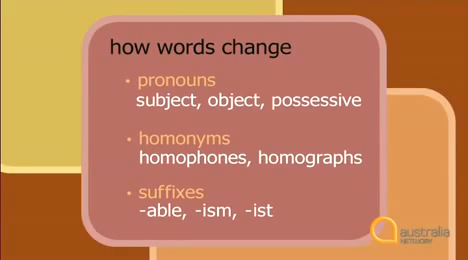 how words change
• pronouns
subject, object, possessive
• homonyms
homophones, homographs
• suffixes
-able, -ism, -ist
australia
NETWORK